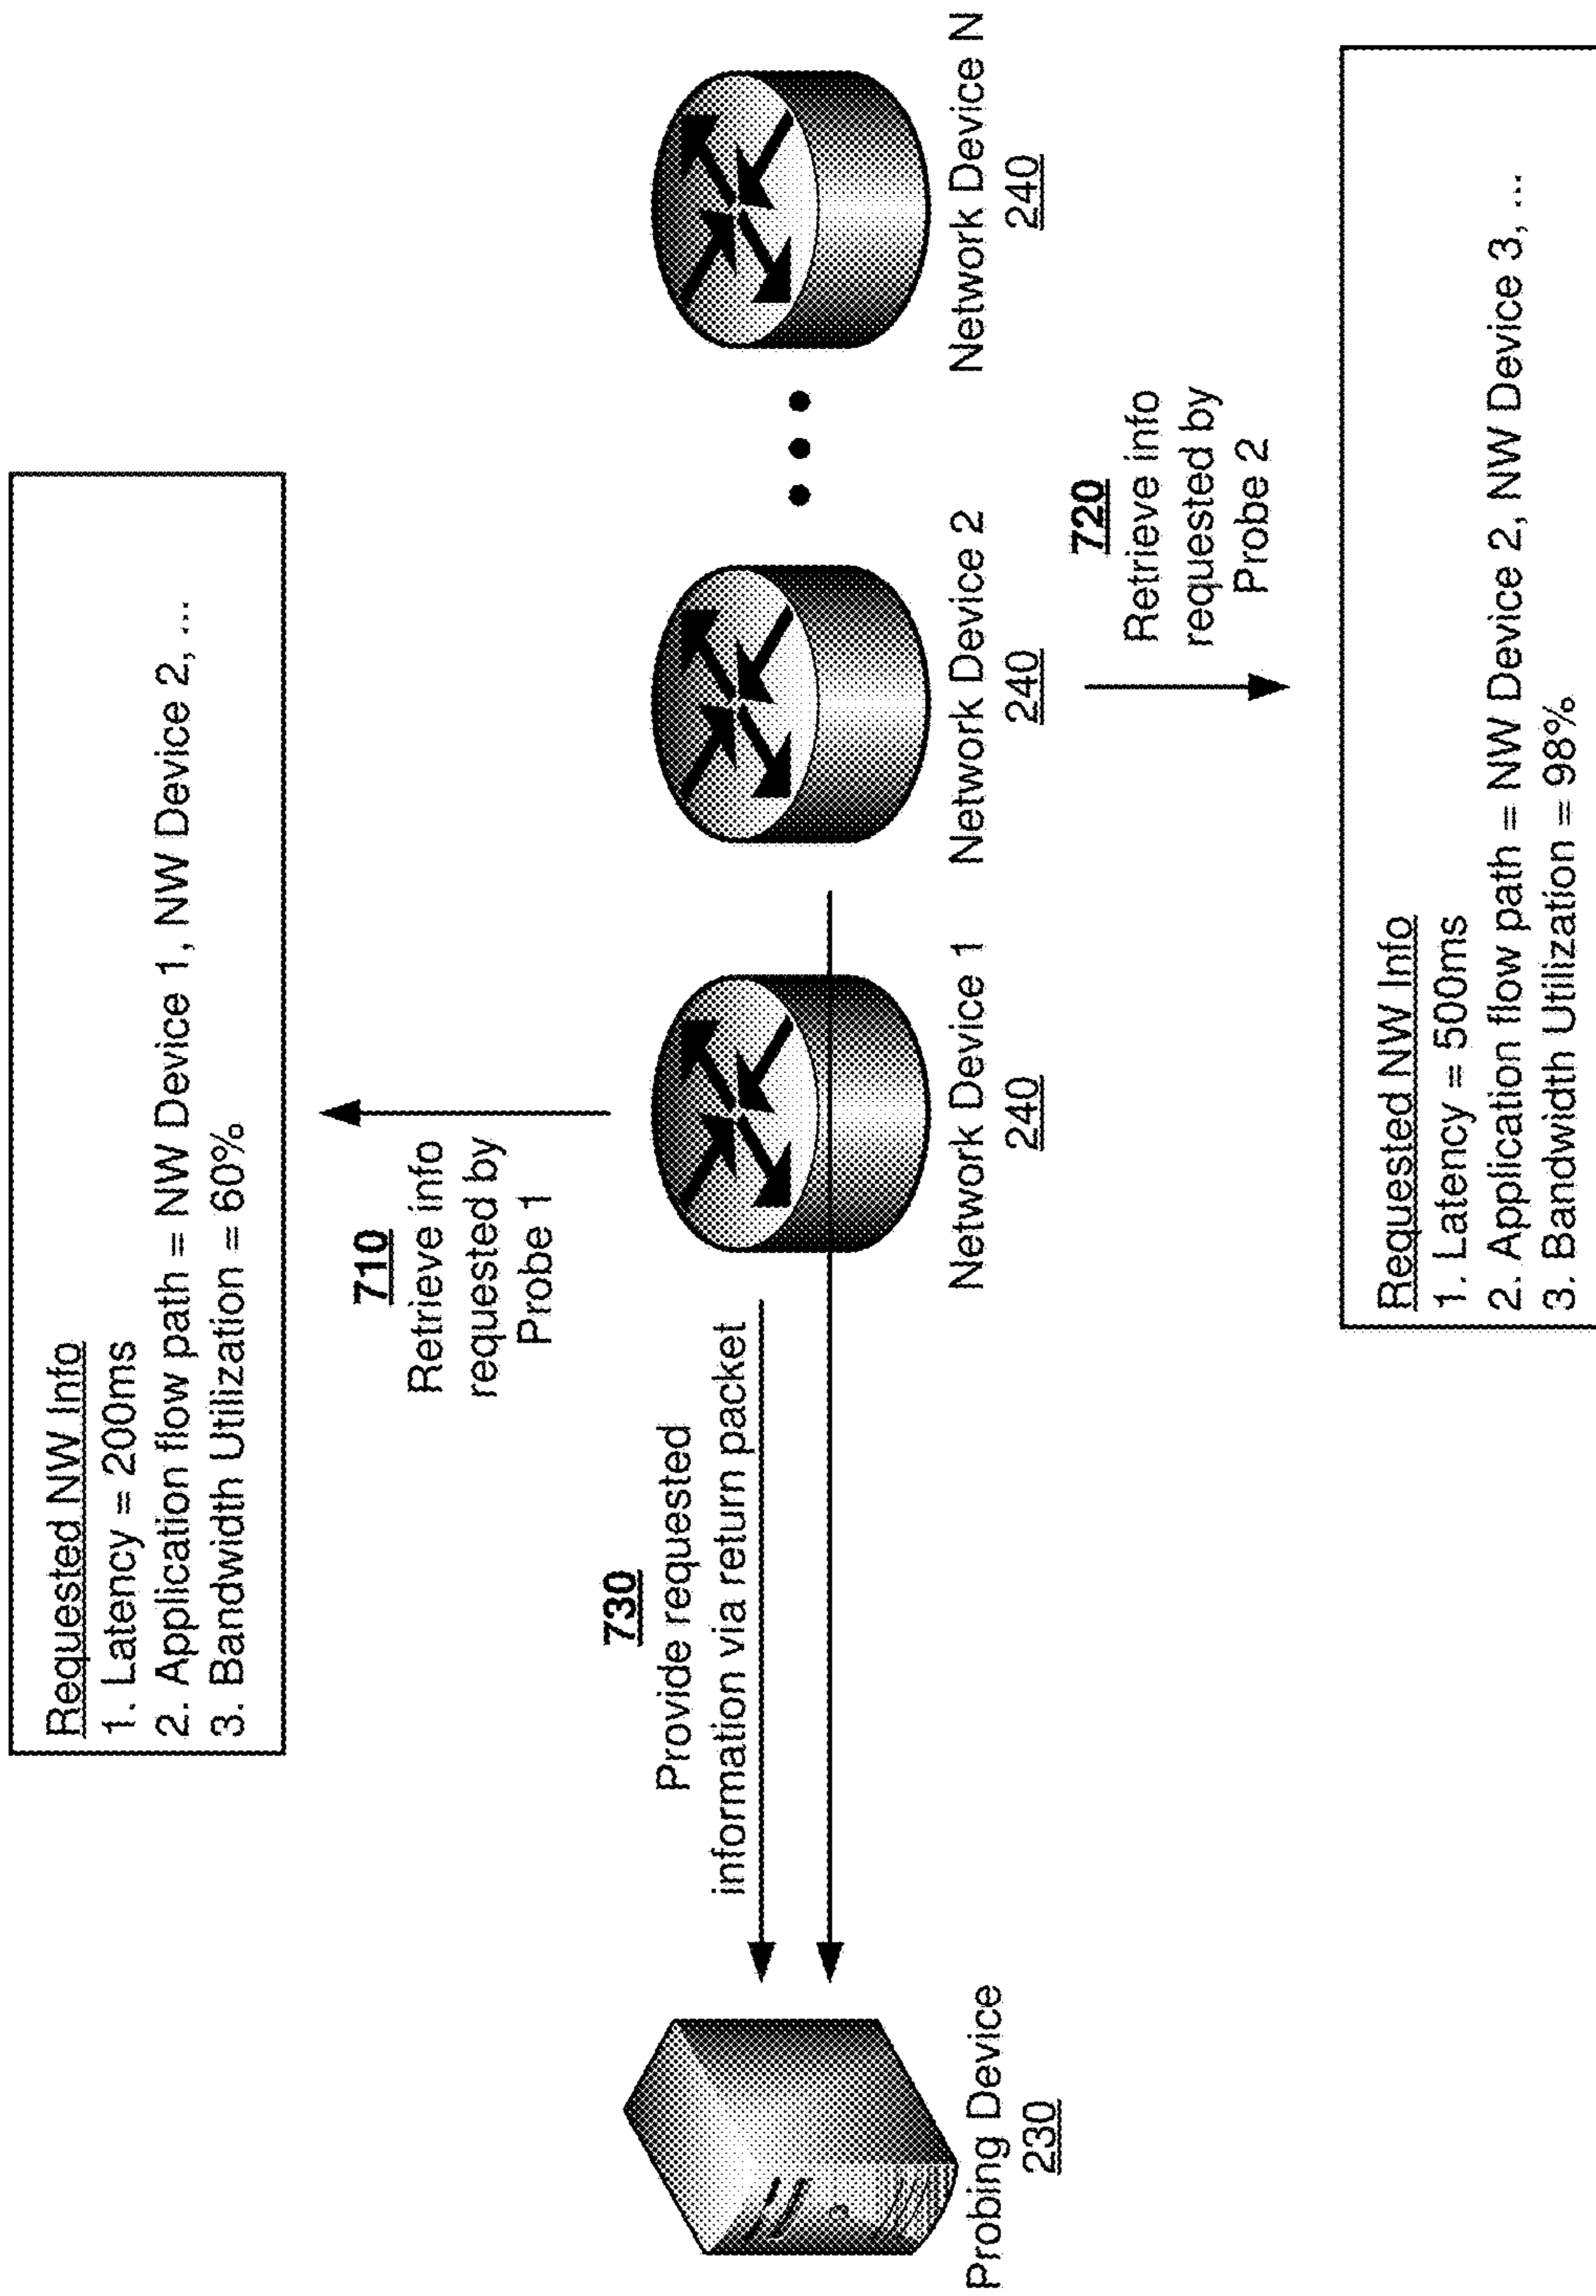 Requested NW Info
1. Latency = 200ms
2. Application flow path = NW Device 1, NW Device 2, ...
3. Bandwidth Utilization = 60%
710
Retrieve info
requested by
Probe 1
730
Provide requested
information via return packet
Probing Device
230
Network Device 1
240
Network Device 2
240
Network Device N
240
720
Retrieve info
requested by
Probe 2
Requested NW Info
1. Latency = 500ms
2. Application flow path = NW Device 2, NW Device 3, ...
3. Bandwidth Utilization = 98%